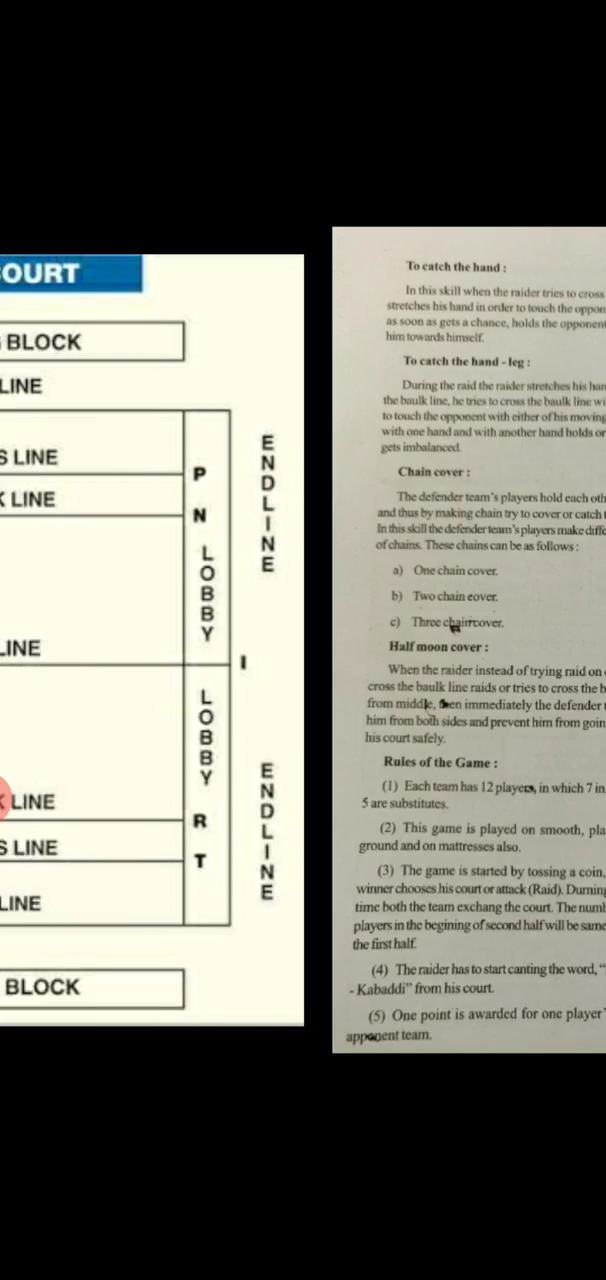 COURT
BLOCK
LINE
S LINE
K LINE
LINE
K LINE
S LINE
LINE
BLOCK
P
N
LOBBY
I
LOBBY
R
T
ENDLINE
ENDLINE
To catch the hand :
In this skill when the raider tries to cross
stretches his hand in order to touch the oppon
as soon as gets a chance, holds the opponent
him towards himself.
To catch the hand - leg :
During the raid the raider stretches his han
the baulk line, he tries to cross the baulk line wi
to touch the opponent with either of his moving
with one hand and with another hand holds or
gets imbalanced.
Chain cover :
The defender team's players hold each oth
and thus by making chain try to cover or catch t
In this skill the defender team's players make diffe
of chains. These chains can be as follows :
a) One chain cover.
b) Two chain cover.
c) Three chain cover.
Half moon cover :
When the raider instead of trying raid on
cross the baulk line raids or tries to cross the b
from middle, then immediately the defender t
him from both sides and prevent him from goin
his court safely.
Rules of the Game :
(1) Each team has 12 players, in which 7 in
5 are substitutes.
(2) This game is played on smooth, pla
ground and on mattresses also.
(3) The game is started by tossing a coin,
winner chooses his court or attack (Raid). Durning
time both the team exchang the court. The numb
players in the begining of second half will be same
the first half.
(4) The raider has to start canting the word, "
- Kabaddi" from his court.
(5) One point is awarded for one player'
apponent team.